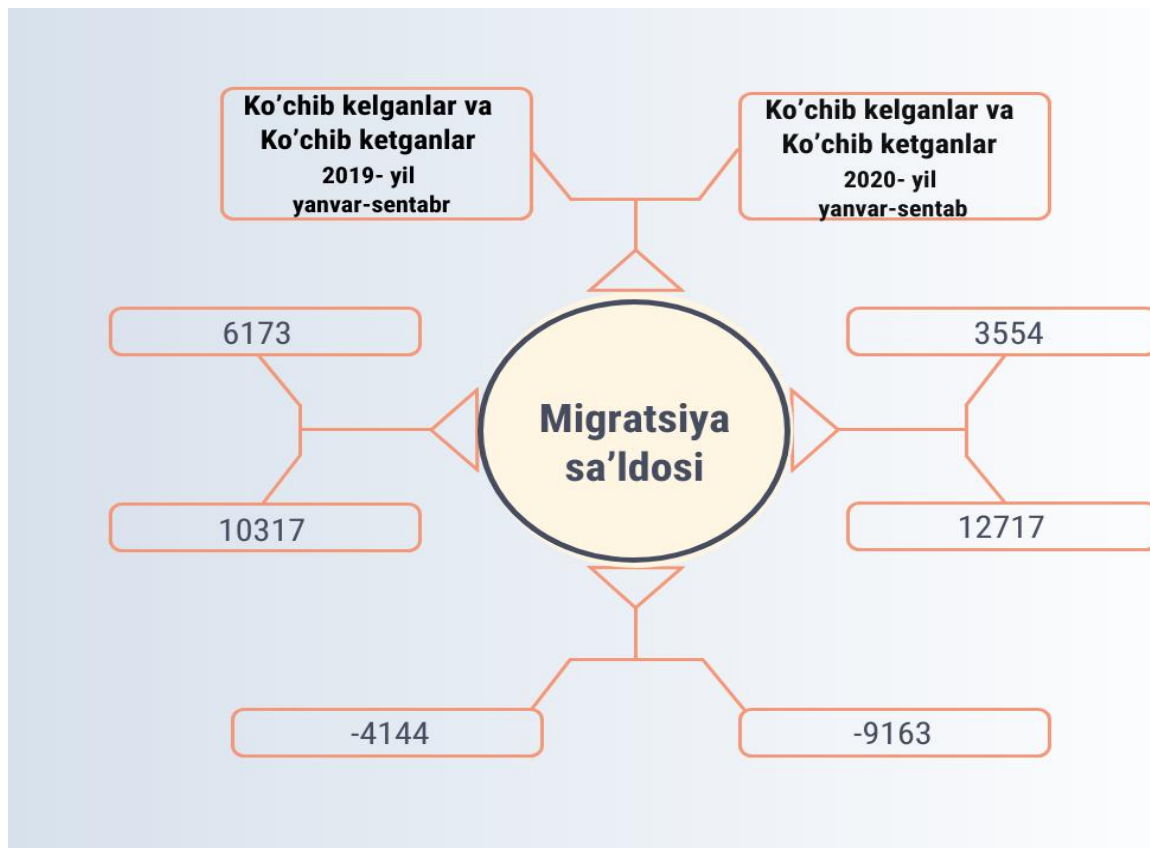 Ko’chib kelganlar va
Ko’chib ketganlar
2019- yil
yanvar-sentabr
Ko’chib kelganlar va
Ko’chib ketganlar
2020- yil
yanvar-sentab
6173
3554
Migratsiya
sa’ldosi
10317
12717
-4144
-9163